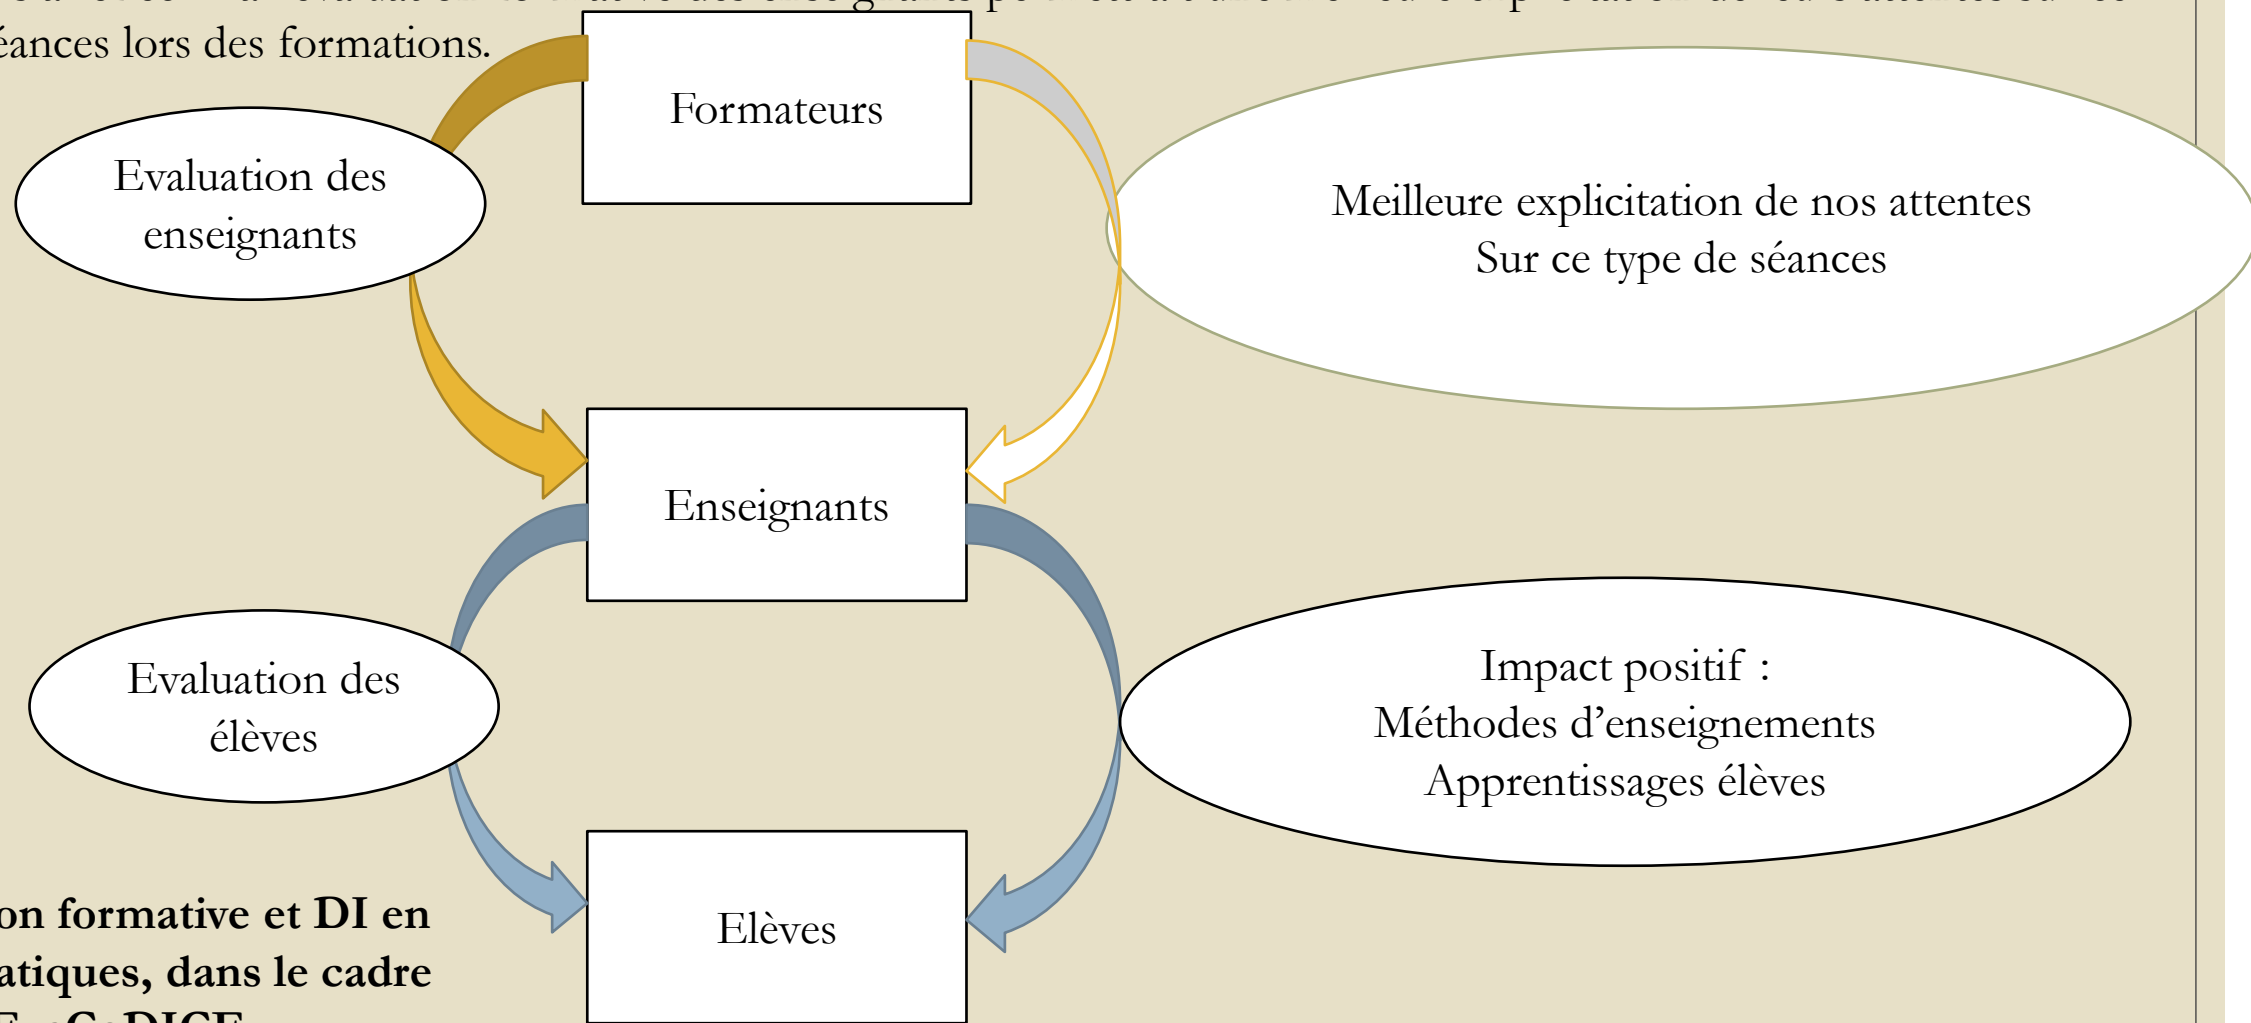 séances lors des formations.
Formateurs
Evaluation des
enseignants
Meilleure explicitation de nos attentes
Sur ce type de séances
Enseignants
Evaluation des
élèves
Impact positif :
Méthodes d’enseignements
Apprentissages élèves
Elèves
on formative et DI en
atiques, dans le cadre